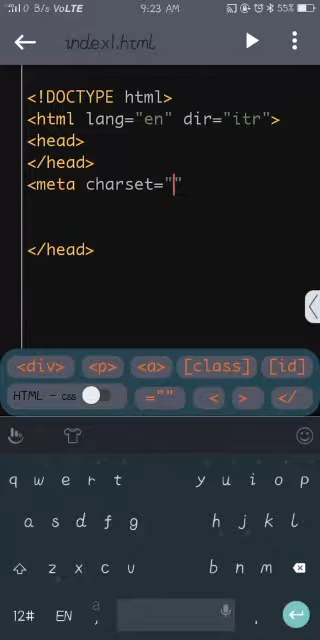 0 B/s VoLTE 9:23 AM 55%
index1.html
<!DOCTYPE html>
<html lang="en" dir="itr">
<head>
</head>
<meta charset=""
</head>
<div> <p> <a> [class] [id]
HTML - css ="" < > </
q w e r t y u i o p
a s d f g h j k l
z x c v b n m
12# EN , .